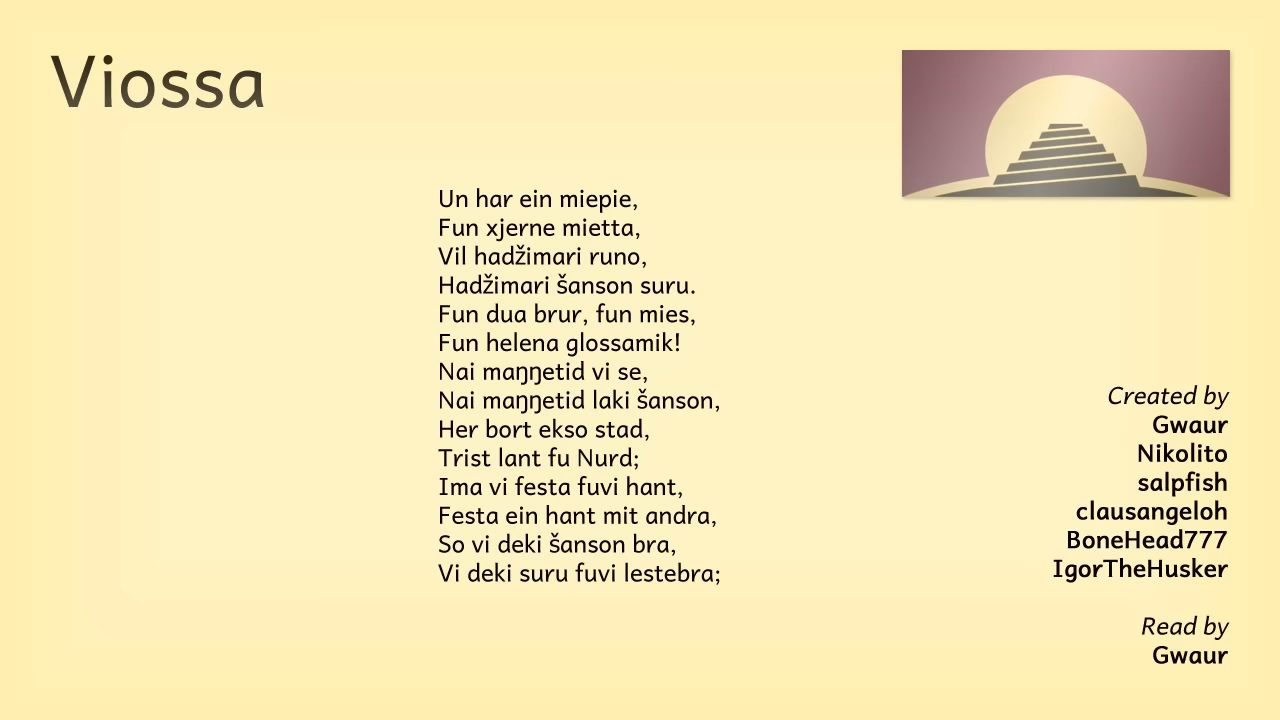 Viossa
Un har ein miepie,
Fun xjerne mietta,
Vil hadžimari runo,
Hadžimari šanson suru.
Fun dua brur, fun mies,
Fun helena glossamik!
Nai maŋŋetid vi se,
Nai maŋŋetid laki šanson,
Her bort ekso stad,
Trist lant fu Nurd;
Ima vi festa fuvi hant,
Festa ein hant mit andra,
So vi deki šanson bra,
Vi deki suru fuvi lestebra;
Created by
Gwaur
Nikolito
salpfish
clausangeloh
BoneHead777
IgorTheHusker
Read by
Gwaur